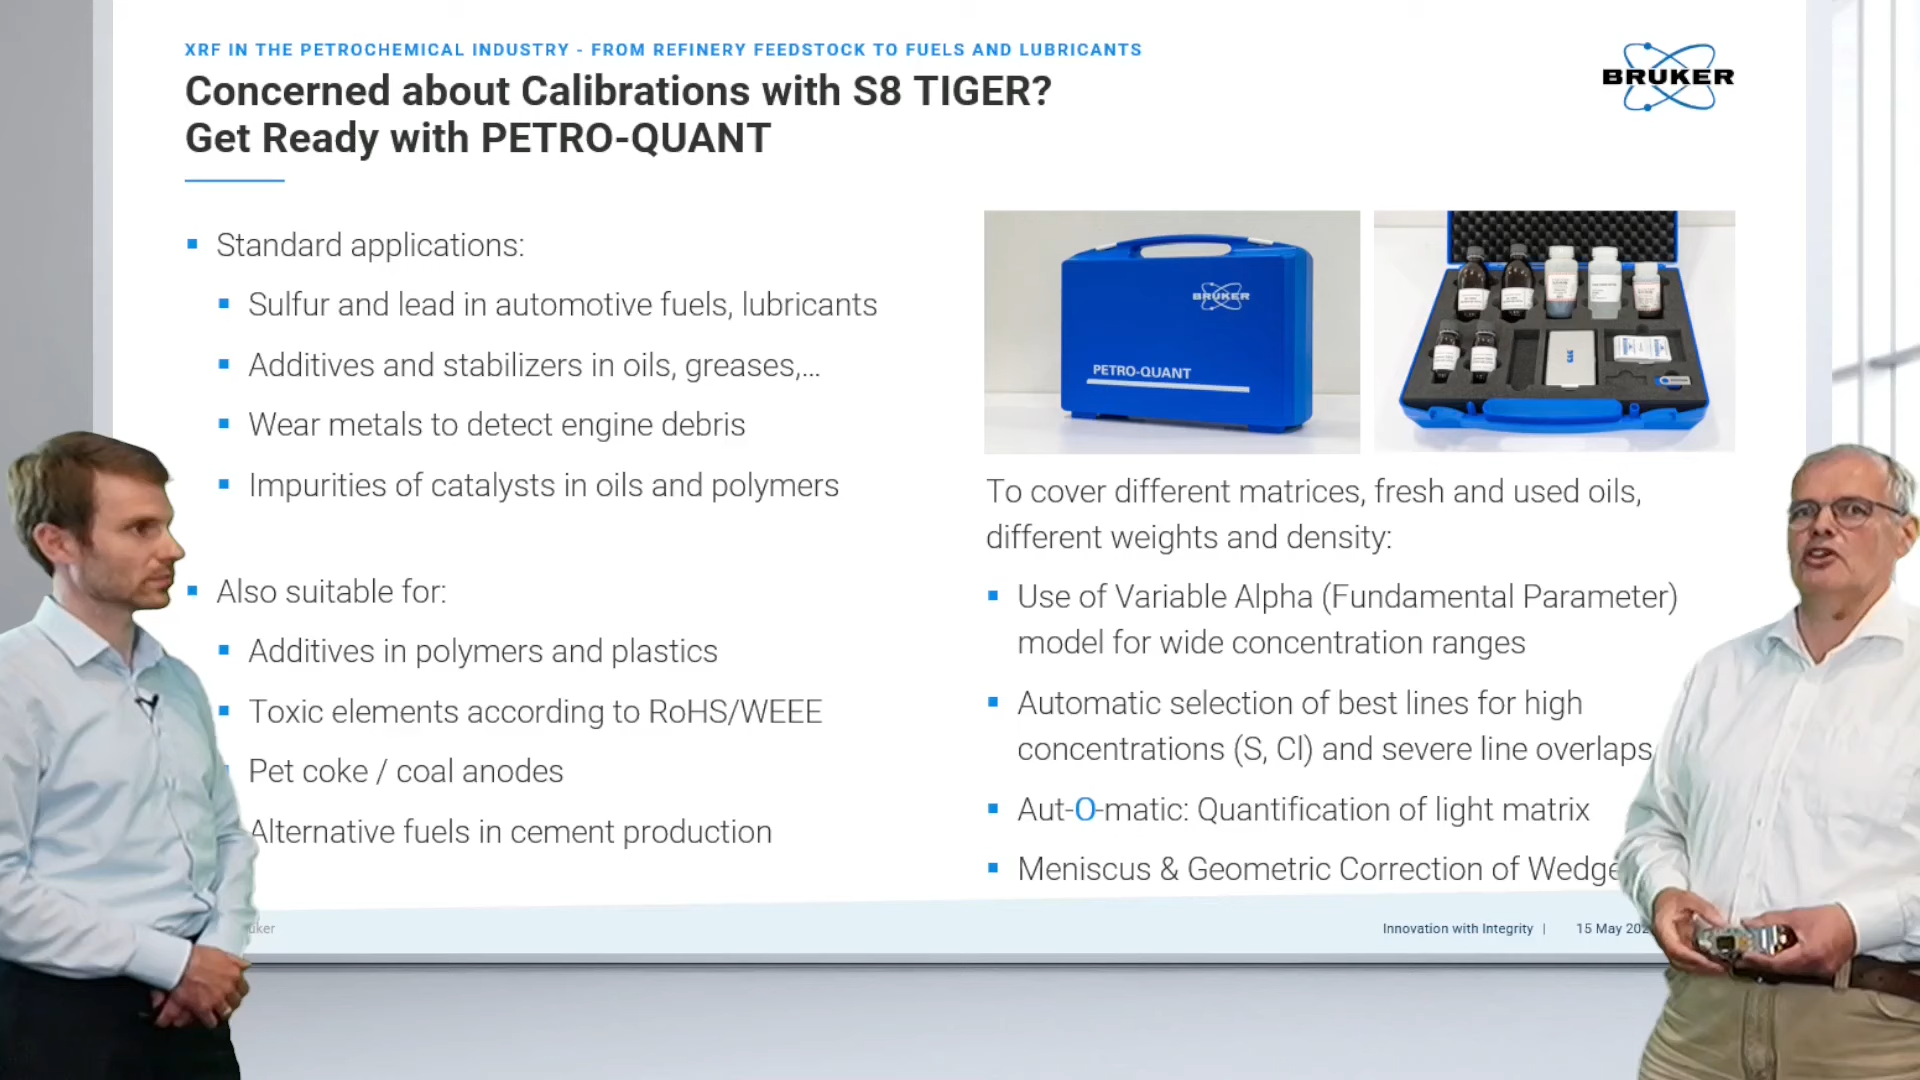 XRF IN THE PETROCHEMICAL INDUSTRY - FROM REFINERY FEEDSTOCK TO FUELS AND LUBRICANTS
Concerned about Calibrations with S8 TIGER?
Get Ready with PETRO-QUANT
BRUKER
Standard applications:
Sulfur and lead in automotive fuels, lubricants
Additives and stabilizers in oils, greases,...
Wear metals to detect engine debris
Impurities of catalysts in oils and polymers
Also suitable for:
Additives in polymers and plastics
Toxic elements according to RoHS/WEEE
Pet coke / coal anodes
Alternative fuels in cement production
BRUKER
PETRO-QUANT
To cover different matrices, fresh and used oils,
different weights and density:
Use of Variable Alpha (Fundamental Parameter)
model for wide concentration ranges
Automatic selection of best lines for high
concentrations (S, Cl) and severe line overlaps
Aut-O-matic: Quantification of light matrix
Meniscus & Geometric Correction of Wedge
Innovation with Integrity |
15 May